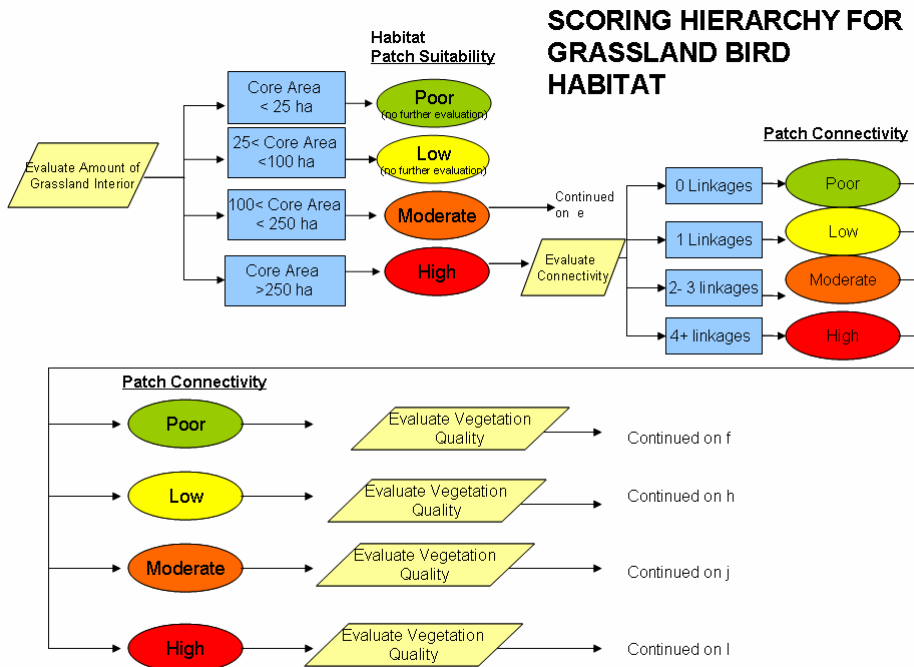 SCORING HIERARCHY FOR
GRASSLAND BIRD
HABITAT
Habitat
Patch Suitability
Evaluate Amount of
Grassland Interior
Core Area
< 25 ha
Poor
(no further evaluation)
25< Core Area
<100 ha
Low
(no further evaluation)
100< Core Area
< 250 ha
Moderate
Continued
on e
Core Area
>250 ha
High
Evaluate
Connectivity
Patch Connectivity
0 Linkages
Poor
1 Linkages
Low
2- 3 linkages
Moderate
4+ linkages
High
Patch Connectivity
Poor
Evaluate Vegetation
Quality
Continued on f
Low
Evaluate Vegetation
Quality
Continued on h
Moderate
Evaluate Vegetation
Quality
Continued on j
High
Evaluate Vegetation
Quality
Continued on l